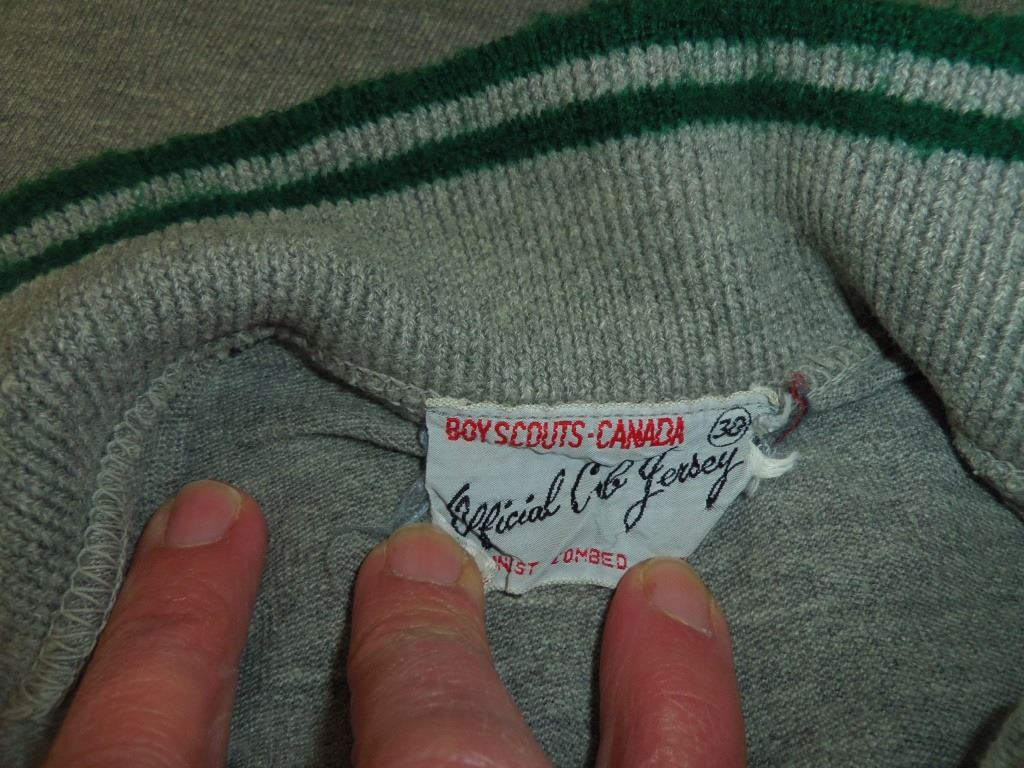 BOY SCOUTS-CANADA 38
Official Cub Jersey
COMBED